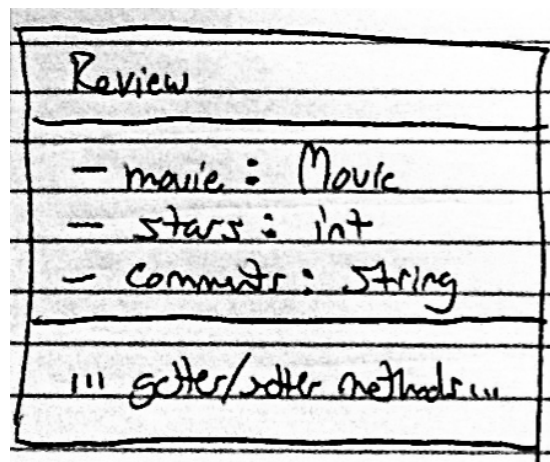 Review
- movie : Movie
- stars : int
- comments : String
... getter/setter methods ...